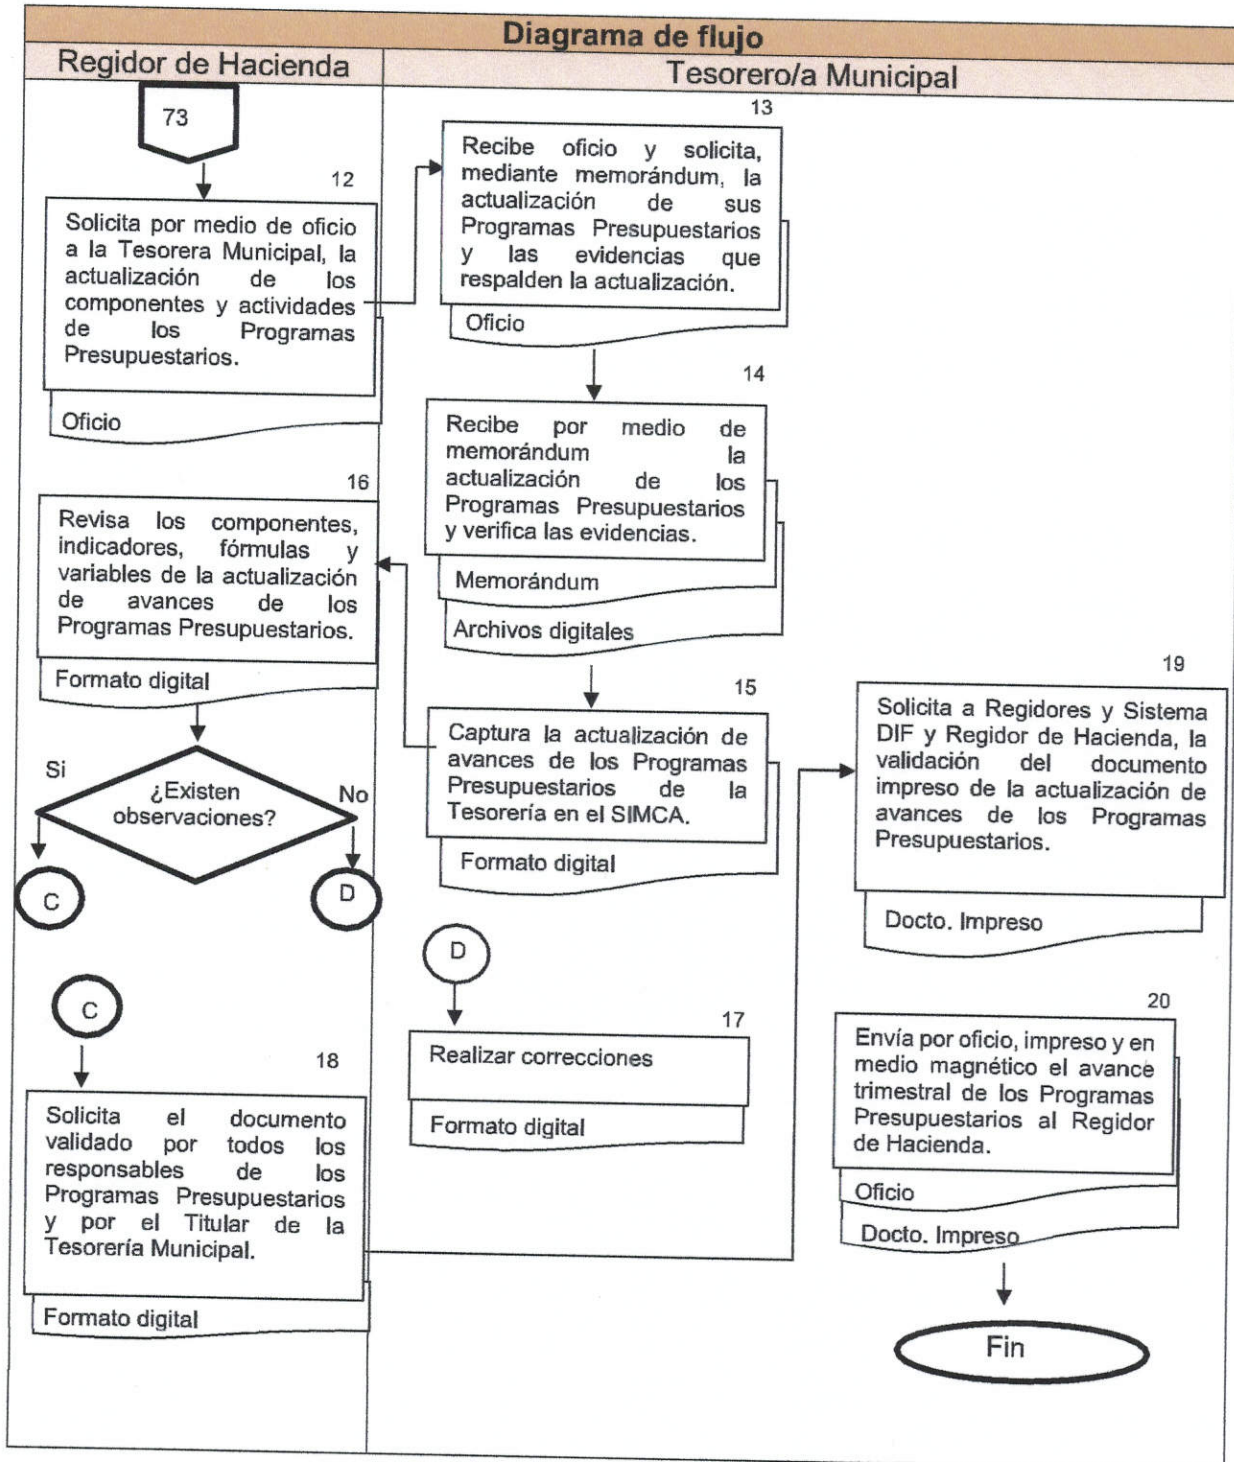 Diagrama de flujo
Regidor de Hacienda
Tesorero/a Municipal
73
12
Solicita por medio de oficio
a la Tesorera Municipal, la
actualización de los
componentes y actividades
de los Programas
Presupuestarios.
Oficio
13
Recibe oficio y solicita,
mediante memorándum, la
actualización de sus
Programas Presupuestarios
y las evidencias que
respalden la actualización.
Oficio
14
Recibe por medio de
memorándum la
actualización de los
Programas Presupuestarios
y verifica las evidencias.
Memorándum
Archivos digitales
15
Captura la actualización de
avances de los Programas
Presupuestarios de la
Tesorería en el SIMCA.
Formato digital
16
Revisa los componentes,
indicadores, fórmulas y
variables de la actualización
de avances de los
Programas Presupuestarios.
Formato digital
¿Existen
observaciones?
Si
No
C
D
D
17
Realizar correcciones
Formato digital
C
18
Solicita el documento
validado por todos los
responsables de los
Programas Presupuestarios
y por el Titular de la
Tesorería Municipal.
Formato digital
19
Solicita a Regidores y Sistema
DIF y Regidor de Hacienda, la
validación del documento
impreso de la actualización de
avances de los Programas
Presupuestarios.
Docto. Impreso
20
Envía por oficio, impreso y en
medio magnético el avance
trimestral de los Programas
Presupuestarios al Regidor
de Hacienda.
Oficio
Docto. Impreso
Fin